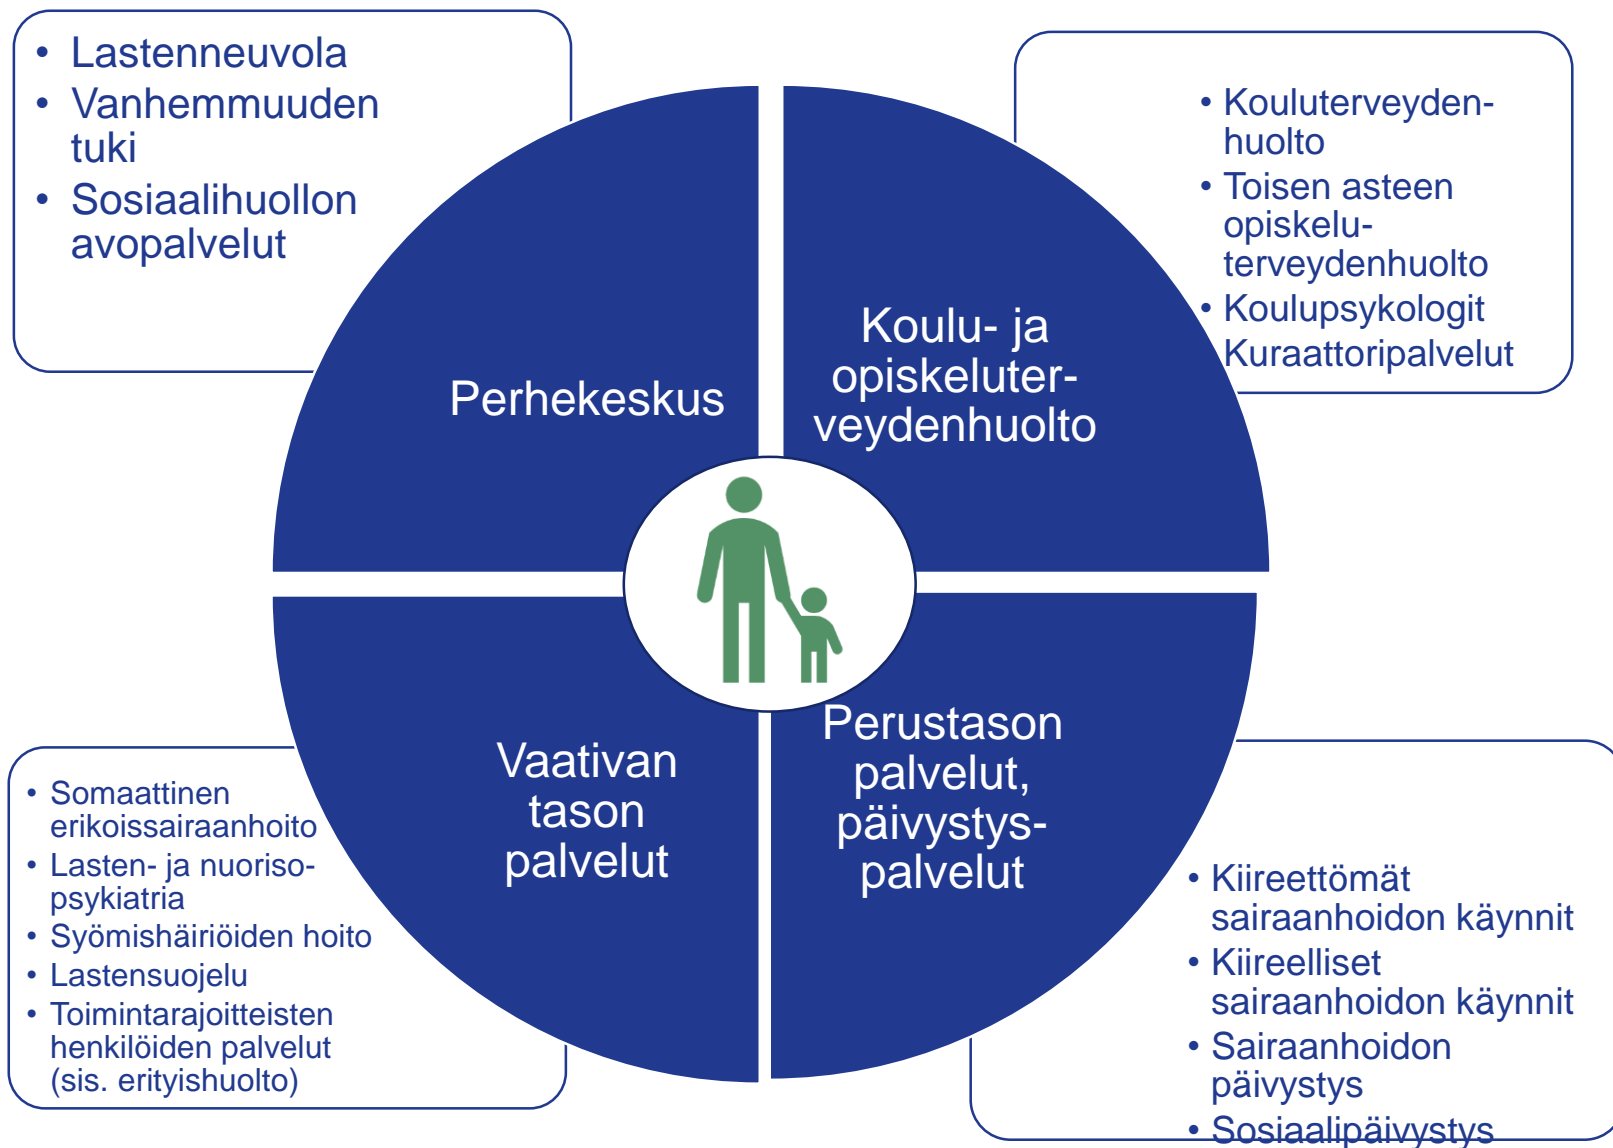 • Lastenneuvola
• Vanhemmuuden
tuki
• Sosiaalihuollon
avopalvelut
• Kouluterveyden-
huolto
• Toisen asteen
opiskelu-
terveydenhuolto
• Koulupsykologit
Kuraattoripalvelut
Perhekeskus
Koulu- ja
opiskeluter-
veydenhuolto
Vaativan
tason
palvelut
Perustason
palvelut,
päivystys-
palvelut
• Somaattinen
erikoissairaanhoito
• Lasten- ja nuoriso-
psykiatria
• Syömishäiriöiden hoito
• Lastensuojelu
• Toimintarajoitteisten
henkilöiden palvelut
(sis. erityishuolto)
• Kiireettömät
sairaanhoidon käynnit
• Kiireelliset
sairaanhoidon käynnit
• Sairaanhoidon
päivystys
• Sosiaalipäivystys